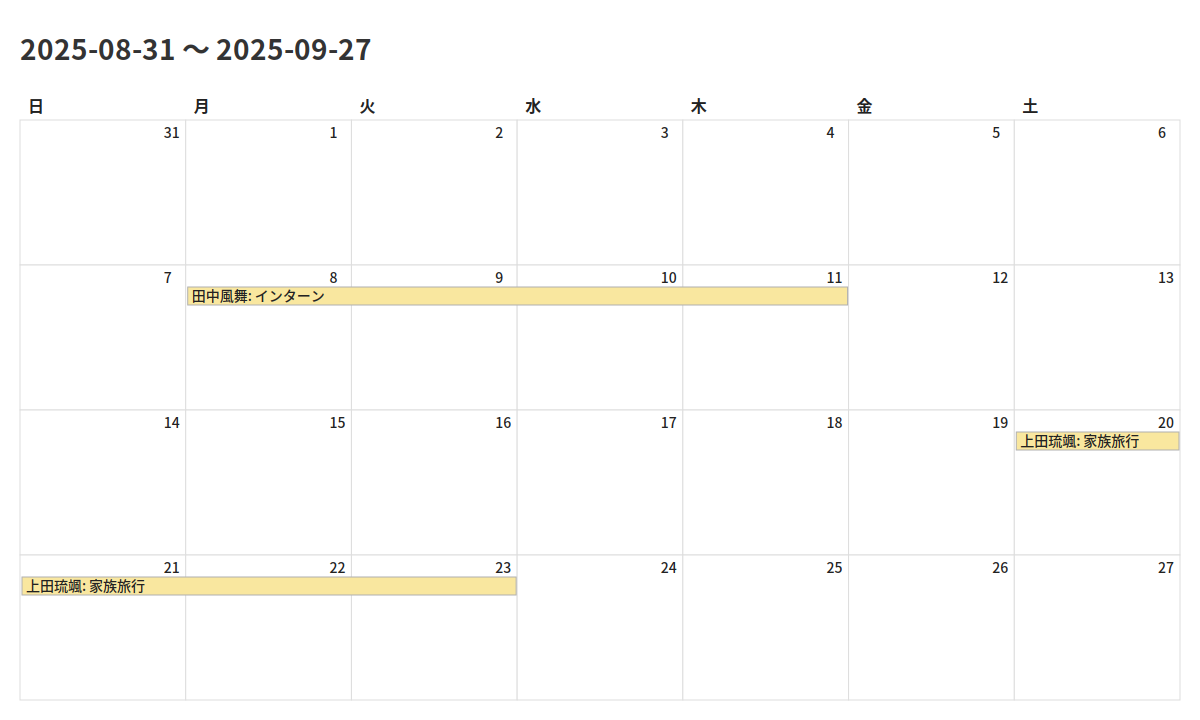 2025-08-31 〜 2025-09-27
日 月 火 水 木 金 土
31 1 2 3 4 5 6
7 8 9 10 11 12 13
田中風舞: インターン
14 15 16 17 18 19 20
上田琉颯: 家族旅行
21 22 23 24 25 26 27
上田琉颯: 家族旅行